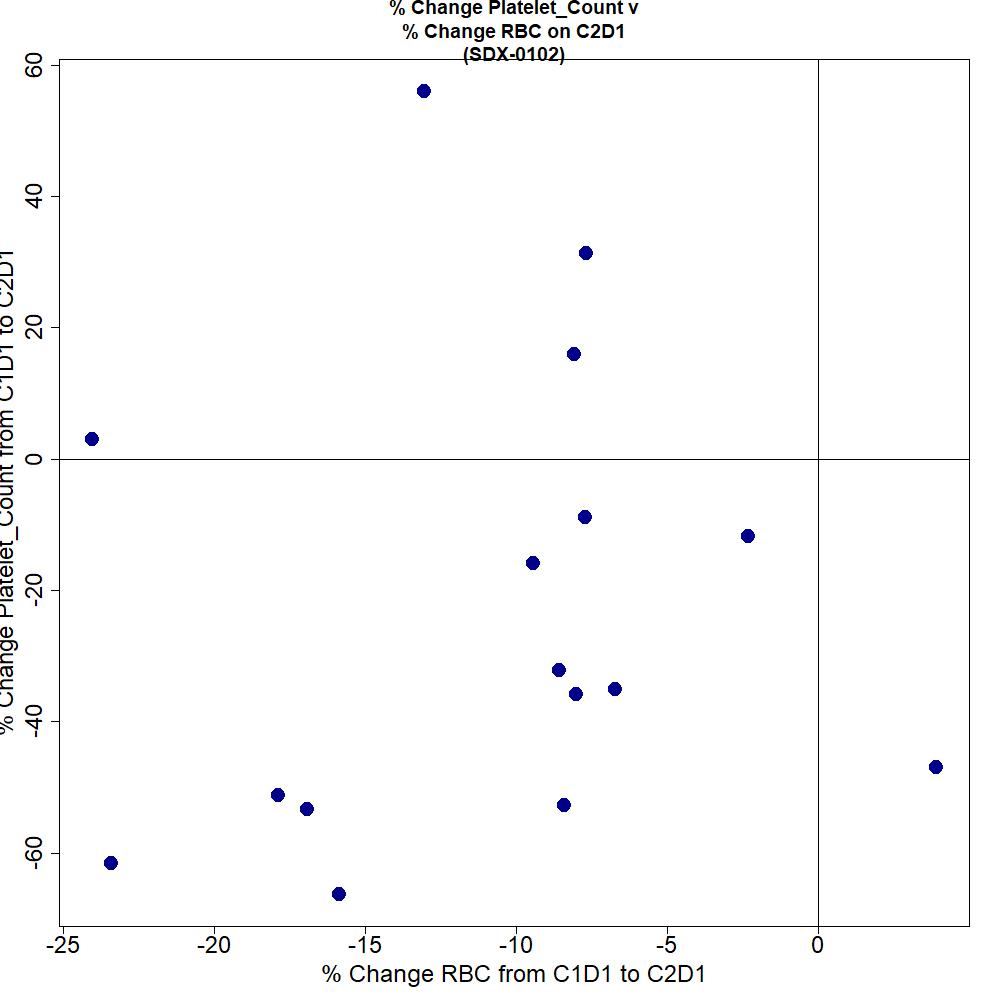 % Change Platelet_Count v
% Change RBC on C2D1
(SDX-0102)
% Change Platelet_Count from C1D1 to C2D1
60
40
20
0
-20
-40
-60
-25
-20
-15
-10
-5
0
% Change RBC from C1D1 to C2D1